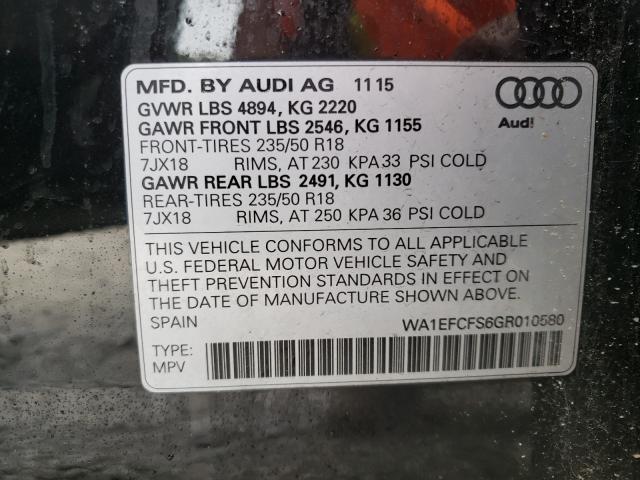 MFD. BY AUDI AG 11 15
GVWR LBS 4894, KG 2220
GAWR FRONT LBS 2546, KG 1155
FRONT-TIRES 235/50 R18
7JX18 RIMS, AT 230 KPA 33 PSI COLD
GAWR REAR LBS 2491, KG 1130
REAR-TIRES 235/50 R18
7JX18 RIMS, AT 250 KPA 36 PSI COLD
Audi
THIS VEHICLE CONFORMS TO ALL APPLICABLE
U.S. FEDERAL MOTOR VEHICLE SAFETY AND
THEFT PREVENTION STANDARDS IN EFFECT ON
THE DATE OF MANUFACTURE SHOWN ABOVE.
SPAIN WA1EFCFS6GR010580
TYPE:
MPV